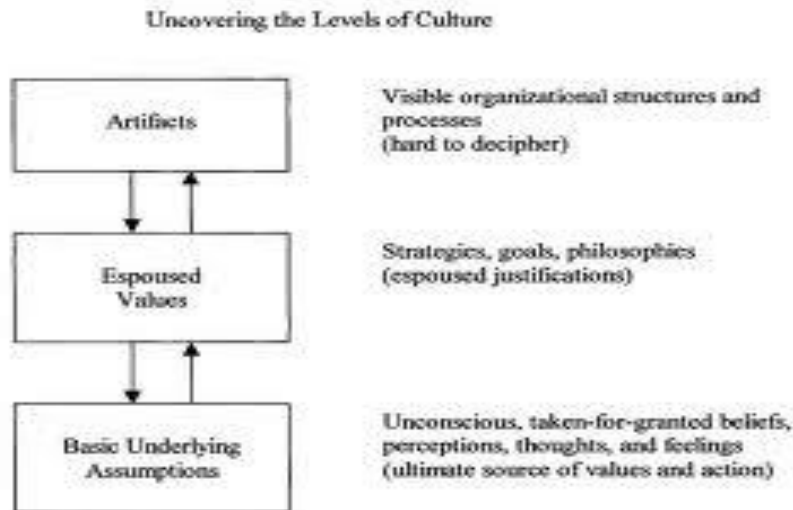 Uncovering the Levels of Culture
Artifacts
Visible organizational structures and
processes
(hard to decipher)
Espoused
Values
Strategies, goals, philosophies
(espoused justifications)
Basic Underlying
Assumptions
Unconscious, taken-for-granted beliefs,
perceptions, thoughts, and feelings
(ultimate source of values and action)